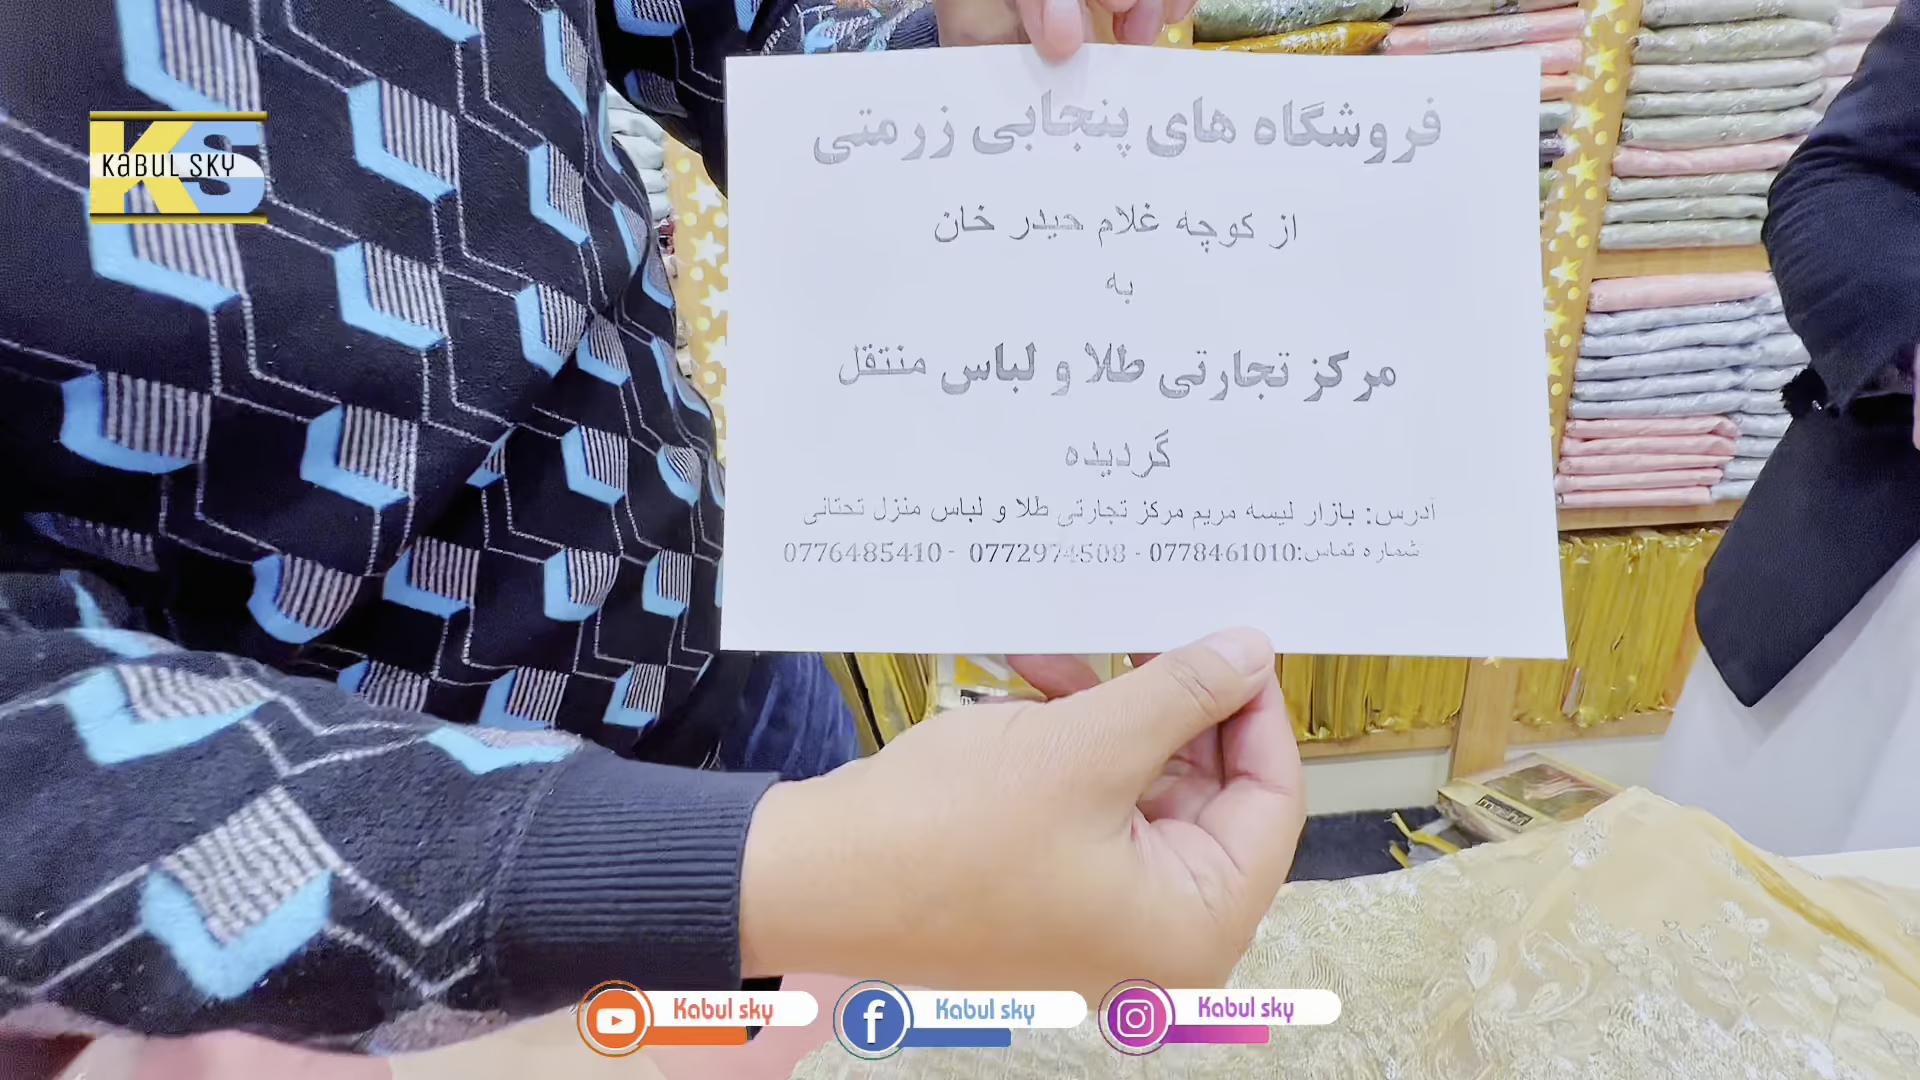 KS
KABUL SKY
فروشگاه های پنجابی زرمتی
از کوچه غلام حیدر خان
به
مرکز تجارتی طلا و لباس منتقل
گردیده
آدرس: بازار لیسه مریم مرکز تجارتی طلا و لباس منزل تحتانی
شماره تماس:0778461010 - 0772974508 - 0776485410
Kabul sky
Kabul sky
Kabul sky